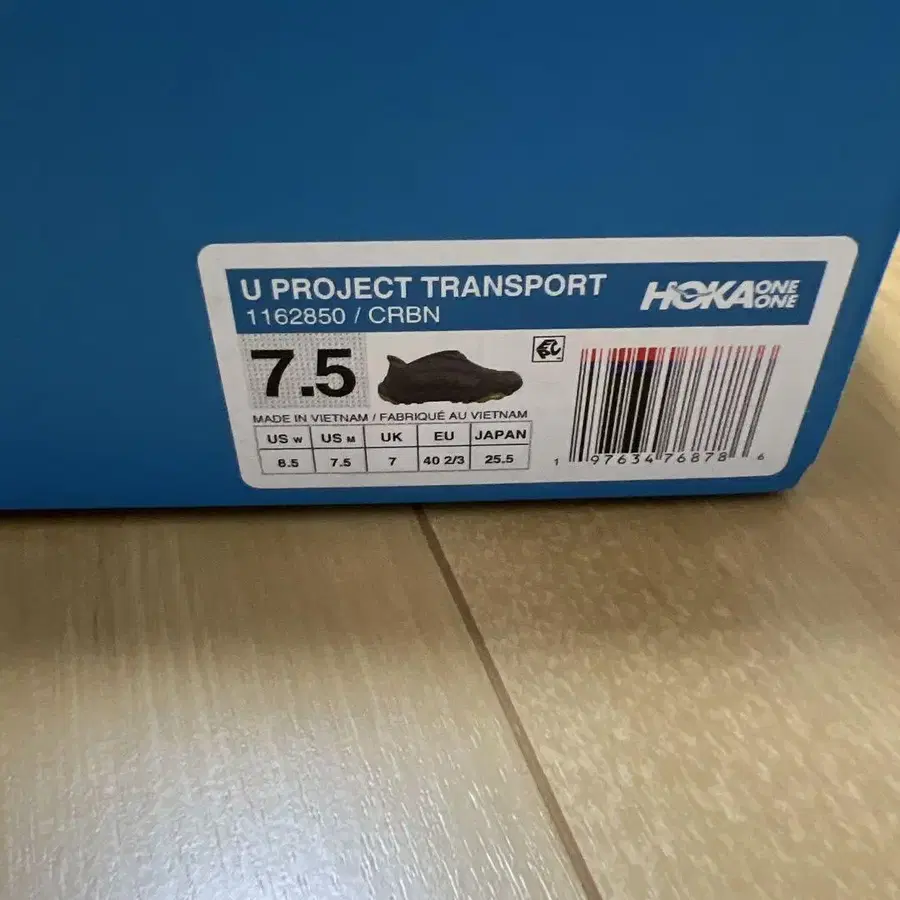 U PROJECT TRANSPORT
1162850 / CRBN
HOKA ONE ONE
7.5
MADE IN VIETNAM / FABRIQUÉ AU VIETNAM
US W US M UK EU JAPAN
8.5 7.5 7 40 2/3 25.5
1 97634 76878 6